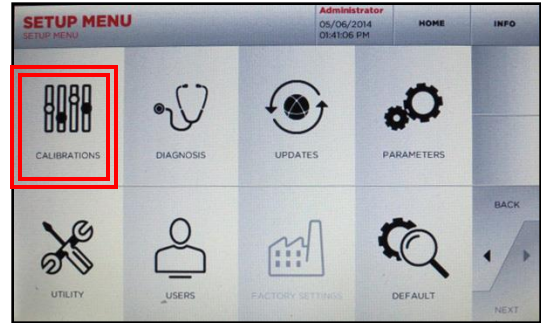 SETUP MENU
SETUP MENU
Administrator
05/06/2014
01:41:06 PM
HOME
INFO
CALIBRATIONS
DIAGNOSIS
UPDATES
PARAMETERS
BACK
UTILITY
USERS
FACTORY SETTINGS
DEFAULT
NEXT